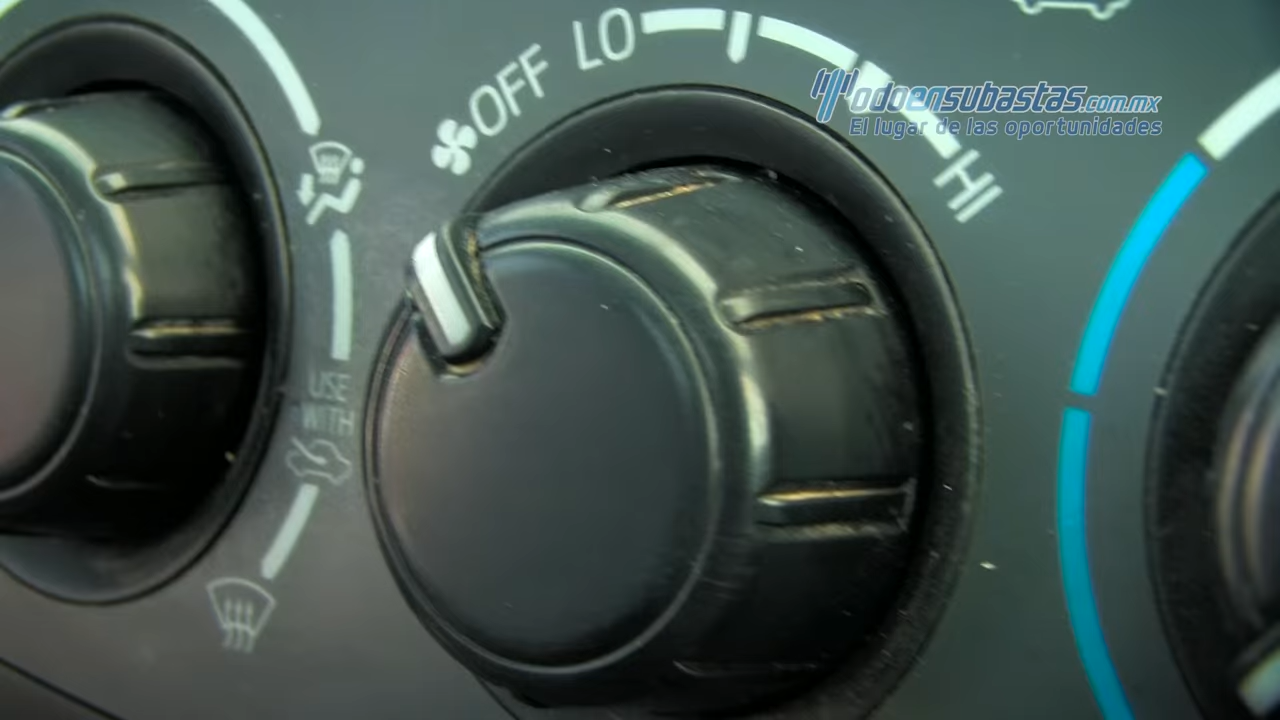 LO
OFF
HI
todoensubastas.com.mx
El lugar de las oportunidades
USE
WITH